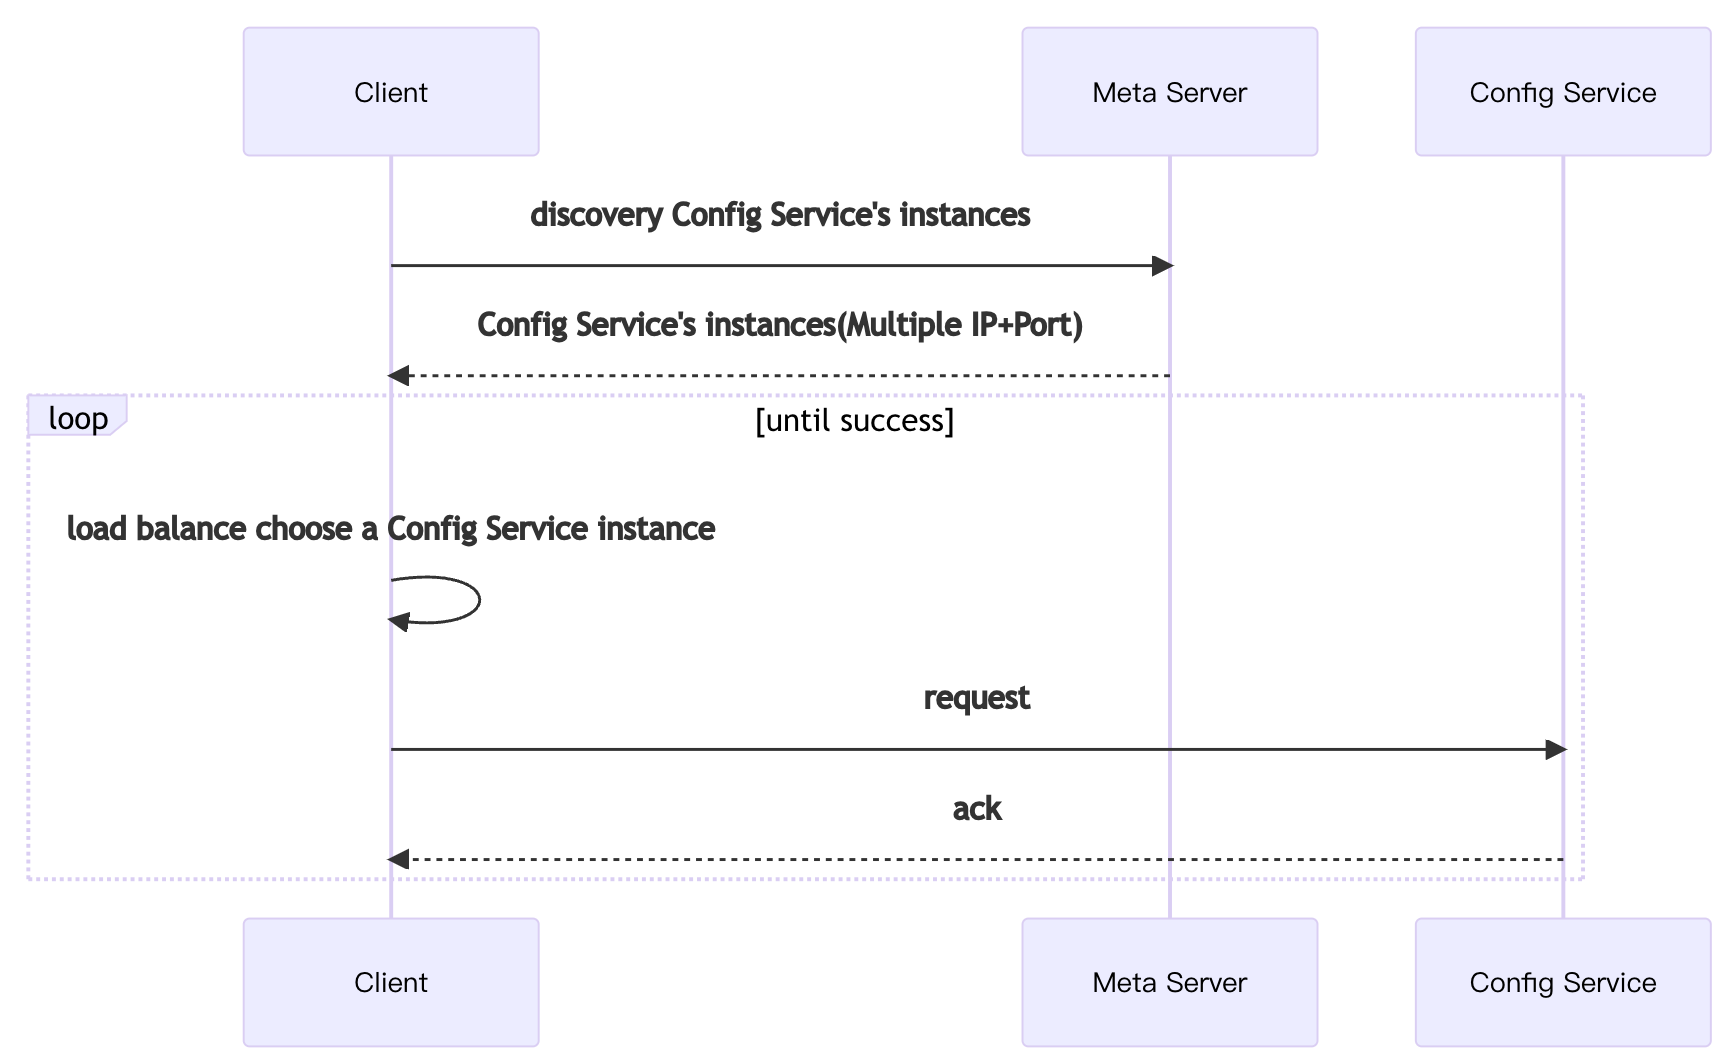 Client
Meta Server
Config Service
discovery Config Service's instances
Config Service's instances(Multiple IP+Port)
loop
[until success]
load balance choose a Config Service instance
request
ack
Client
Meta Server
Config Service